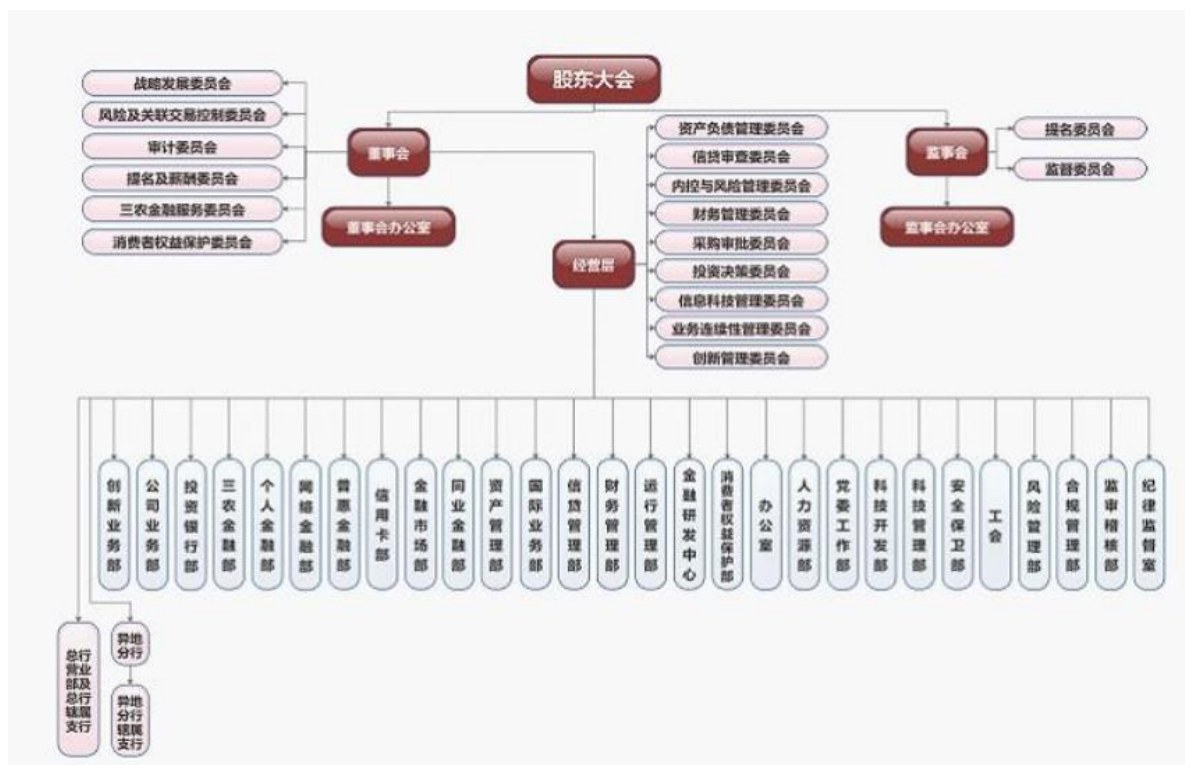 股东大会
战略发展委员会
风险及关联交易控制委员会
审计委员会
提名及薪酬委员会
三农金融服务委员会
消费者权益保护委员会
董事会
董事会办公室
经营层
资产负债管理委员会
信贷审查委员会
内控与风险管理委员会
财务管理委员会
采购审批委员会
投资决策委员会
信息科技管理委员会
业务连续性管理委员会
创新管理委员会
监事会
监事会办公室
提名委员会
监督委员会
创新业务部
公司业务部
投资银行部
三农金融部
个人金融部
网络金融部
普惠金融部
信用卡部
金融市场部
同业金融部
资产管理部
国际业务部
信贷管理部
财务管理部
运行管理部
金融研发中心
消费者权益保护部
办公室
人力资源部
党委工作部
科技开发部
科技管理部
安全保卫部
工会
风险管理部
合规管理部
监审稽核部
纪律监督室
总行
营业
部及
总行
辖属
支行
异地
分行
异地
分行
辖属
支行